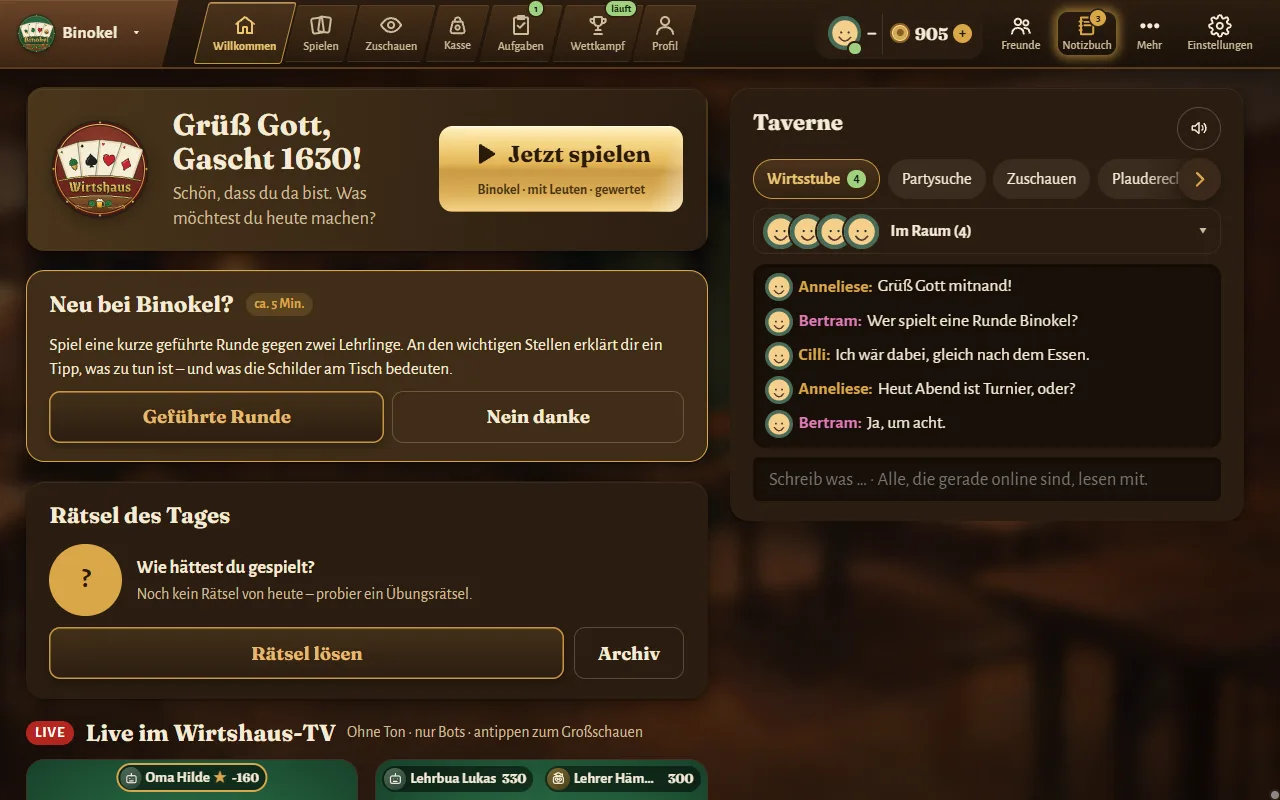 Binokel
Willkommen
Spielen
Zuschauen
Kasse
1
Aufgaben
läuft
Wettkampf
Profil
–
905
+
Freunde
3
Notizbuch
Mehr
Einstellungen
Wirtshaus
Grüß Gott,
Gascht 1630!
Schön, dass du da bist. Was
möchtest du heute machen?
Jetzt spielen
Binokel · mit Leuten · gewertet
Neu bei Binokel?
ca. 5 Min.
Spiel eine kurze geführte Runde gegen zwei Lehrlinge. An den wichtigen Stellen erklärt dir ein
Tipp, was zu tun ist – und was die Schilder am Tisch bedeuten.
Geführte Runde
Nein danke
Rätsel des Tages
?
Wie hättest du gespielt?
Noch kein Rätsel von heute – probier ein Übungsrätsel.
Rätsel lösen
Archiv
LIVE
Live im Wirtshaus-TV
Ohne Ton · nur Bots · antippen zum Großschauen
Oma Hilde ★ -160
Lehrbua Lukas 330
Lehrer Häm… 300
Taverne
Wirtsstube 4
Partysuche
Zuschauen
Im Raum (4)
Anneliese: Grüß Gott mitnand!
Bertram: Wer spielt eine Runde Binokel?
Cilli: Ich wär dabei, gleich nach dem Essen.
Anneliese: Heut Abend ist Turnier, oder?
Bertram: Ja, um acht.
Schreib was … · Alle, die gerade online sind, lesen mit.